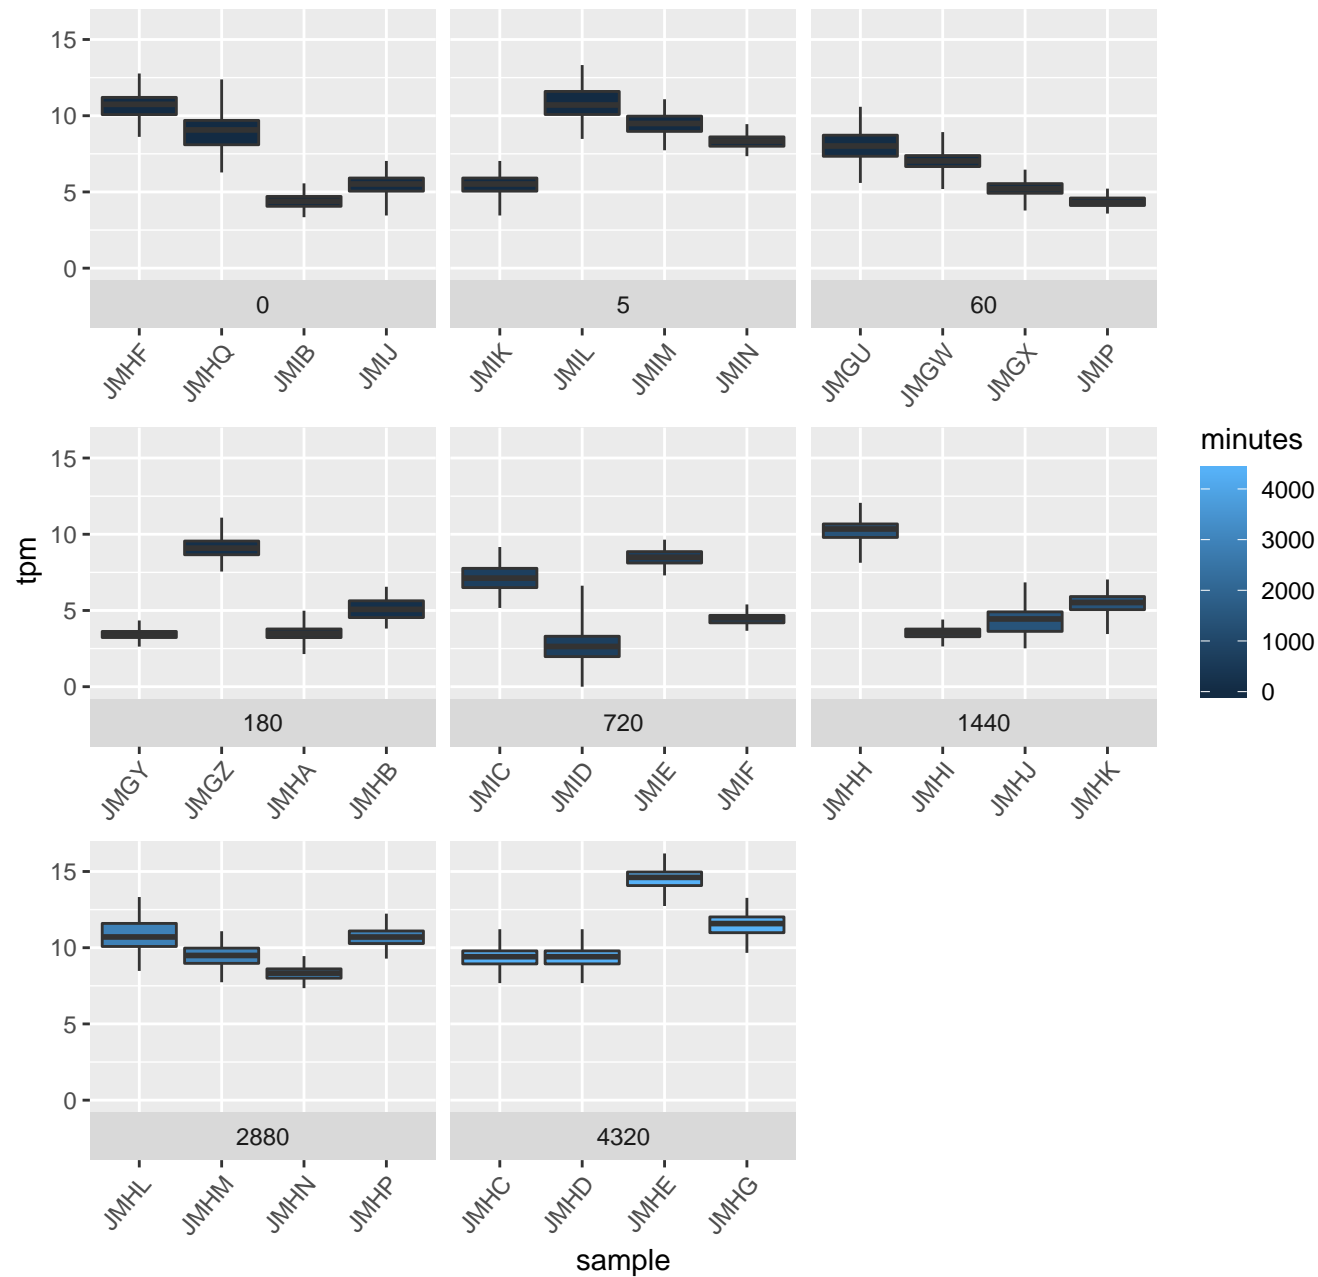 15
10
5
0
0
5
60
JMHF
JMHQ
JMIB
JMIJ
JMIK
JMIL
JMIM
JMIN
JMGU
JMGW
JMGX
JMIP
tpm
15
10
5
0
180
720
1440
JMGY
JMGZ
JMHA
JMHB
JMIC
JMID
JMIE
JMIF
JMHH
JMHI
JMHJ
JMHK
minutes
4000
3000
2000
1000
0
15
10
5
0
2880
4320
JMHL
JMHM
JMHN
JMHP
JMHC
JMHD
JMHE
JMHG
sample